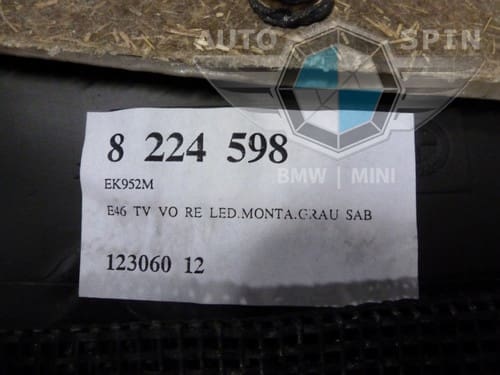 AUTO SPIN
BMW | MINI
8 224 598
EK952M
E46 TV VO RE LED.MONTA.GRAU SAB
123060 12